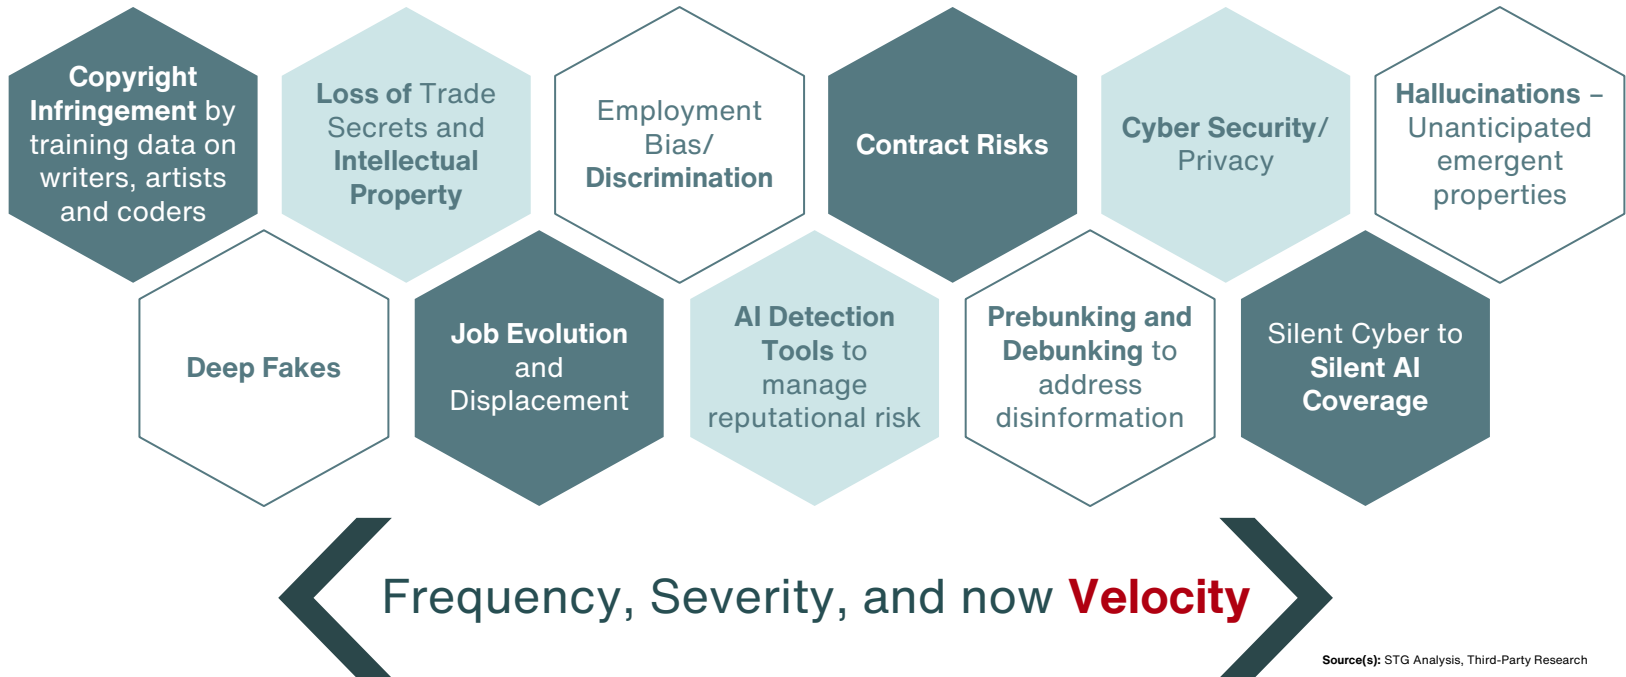 Copyright
Infringement by
training data on
writers, artists
and coders
Loss of Trade
Secrets and
Intellectual
Property
Employment
Bias/
Discrimination
Contract Risks
Cyber Security/
Privacy
Hallucinations –
Unanticipated
emergent
properties
Deep Fakes
Job Evolution
and
Displacement
AI Detection
Tools to
manage
reputational risk
Prebunking and
Debunking to
address
disinformation
Silent Cyber to
Silent AI
Coverage
Frequency, Severity, and now Velocity
Source(s): STG Analysis, Third-Party Research